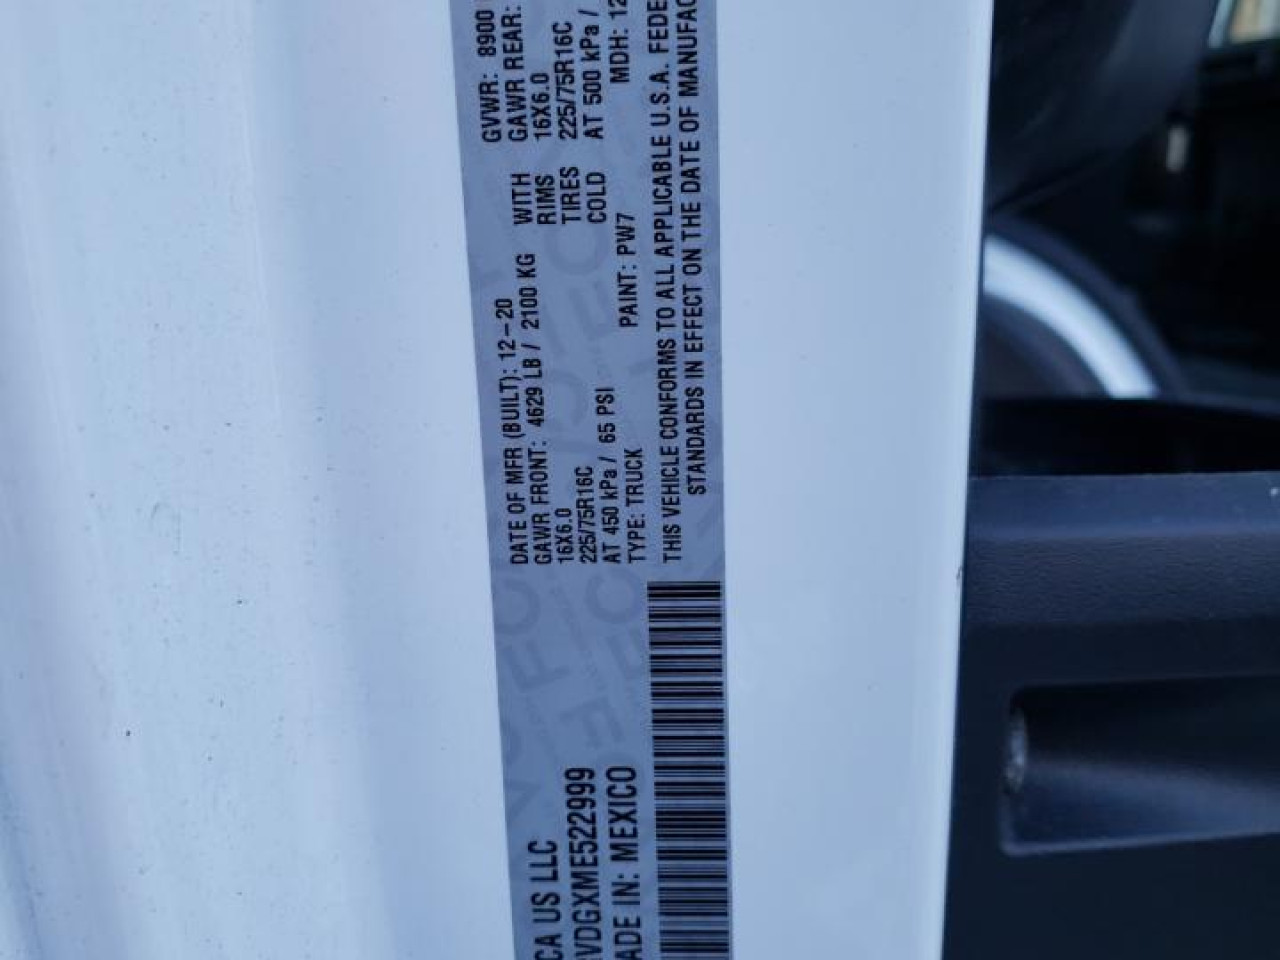 CA US LLC
VDGXME522999
ADE IN: MEXICO
DATE OF MFR (BUILT): 12-20
GAWR FRONT: 4629 LB / 2100 KG WITH
16X6.0 RIMS
225/75R16C TIRES
AT 450 kPa / 65 PSI COLD
TYPE: TRUCK PAINT: PW7
GVWR: 8900
GAWR REAR:
16X6.0
225/75R16C
AT 500 kPa /
MDH: 12
THIS VEHICLE CONFORMS TO ALL APPLICABLE U.S.A. FEDE
STANDARDS IN EFFECT ON THE DATE OF MANUFAC